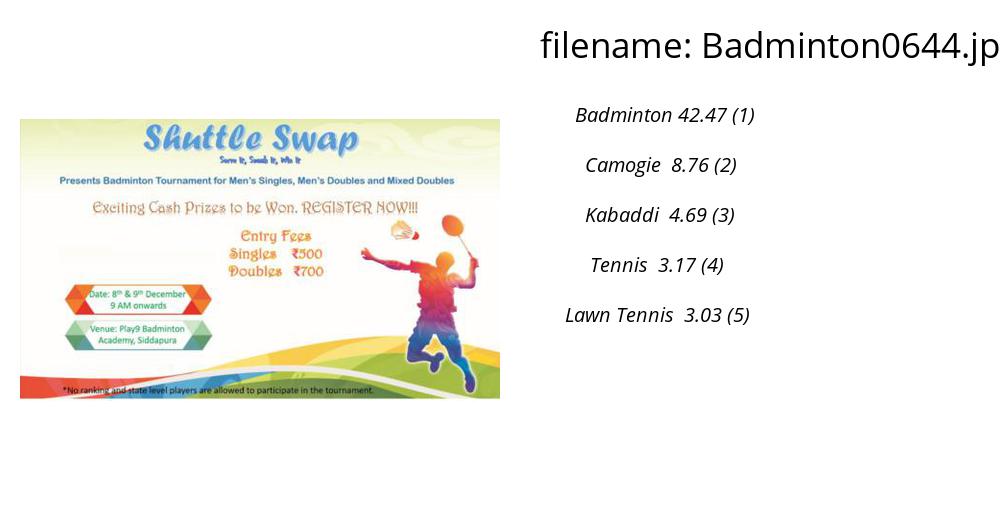 filename: Badminton0644.jp
Shuttle Swap
Serve It, Smash It, Win It
Presents Badminton Tournament for Men's Singles, Men's Doubles and Mixed Doubles
Exciting Cash Prizes to be Won. REGISTER NOW!!!
Entry Fees
Singles ₹500
Doubles ₹700
Date: 8th & 9th December
9 AM onwards
Venue: Play9 Badminton
Academy, Siddapura
*No ranking and state level players are allowed to participate in the tournament.
Badminton 42.47 (1)
Camogie 8.76 (2)
Kabaddi 4.69 (3)
Tennis 3.17 (4)
Lawn Tennis 3.03 (5)